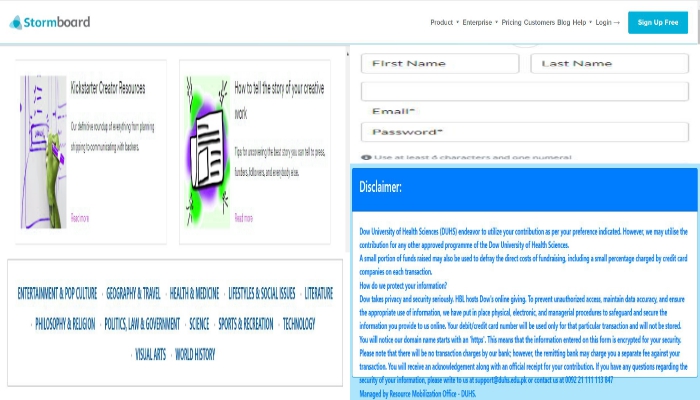 Stormboard
Product Enterprise Pricing Customers Blog Help Login → Sign Up Free
Kickstarter Creator Resources
Our definitive roundup of everything from planning
shipping to communicating with backers.
Read more
How to tell the story of your creative
work
Tips for uncovering the best story you can tell to press,
funders, followers, and everybody else.
Read more
ENTERTAINMENT & POP CULTURE · GEOGRAPHY & TRAVEL · HEALTH & MEDICINE · LIFESTYLES & SOCIAL ISSUES · LITERATURE
· PHILOSOPHY & RELIGION · POLITICS, LAW & GOVERNMENT · SCIENCE · SPORTS & RECREATION · TECHNOLOGY
· VISUAL ARTS · WORLD HISTORY
First Name Last Name
Email*
Password*
Use at least 8 characters and one numeral
Disclaimer:
Dow University of Health Sciences (DUHS) endeavor to utilize your contribution as per your preference indicated. However, we may utilise the
contribution for any other approved programme of the Dow University of Health Sciences.
A small portion of funds raised may also be used to defray the direct costs of fundraising, including a small percentage charged by credit card
companies on each transaction.
How do we protect your information?
Dow takes privacy and security seriously. HBL hosts Dow's online giving. To prevent unauthorized access, maintain data accuracy, and ensure
the appropriate use of information, we have put in place physical, electronic, and managerial procedures to safeguard and secure the
information you provide to us online. Your debit/credit card number will be used only for that particular transaction and will not be stored.
You will notice our domain name starts with an 'https'. This means that the information entered on this form is encrypted for your security.
Please note that there will be no transaction charges by our bank; however, the remitting bank may charge you a separate fee against your
transaction. You will receive an acknowledgement along with an official receipt for your contribution. If you have any questions regarding the
security of your information, please write to us at support@duhs.edu.pk or contact us at 0092 21 111 113 847
Managed by Resource Mobilization Office - DUHS.